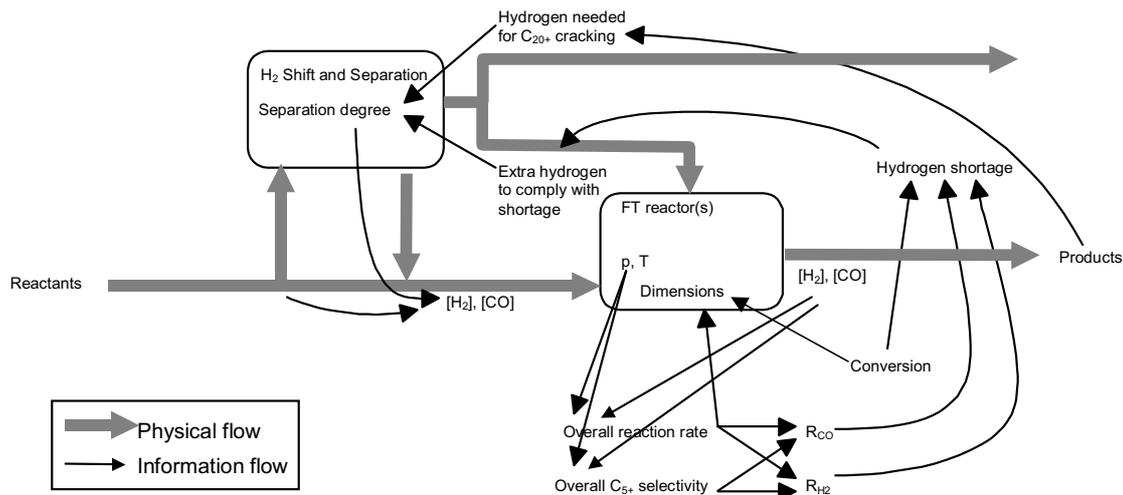 Hydrogen needed
for C₂₀₊ cracking
H₂ Shift and Separation
Separation degree
Extra hydrogen
to comply with
shortage
Hydrogen shortage
FT reactor(s)
p, T
Dimensions
Reactants
[H₂], [CO]
[H₂], [CO]
Products
Conversion
Overall reaction rate
R_CO
Overall C₅₊ selectivity
R_H2
Physical flow
Information flow